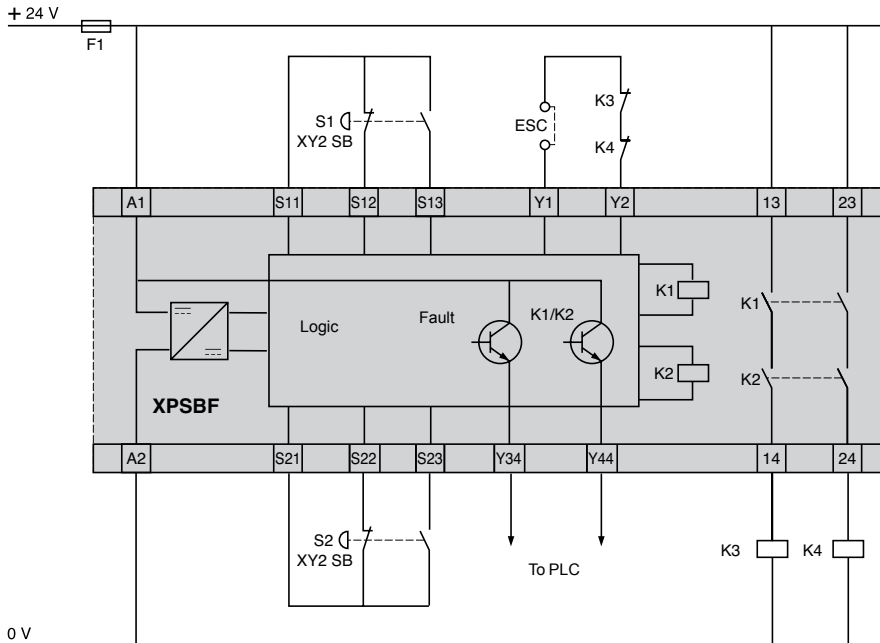 + 24 V
F1
S1
XY2 SB
ESC
K3
K4
A1
S11
S12
S13
Y1
Y2
13
23
K1
K1
Logic
Fault
K1/K2
K2
K2
XPSBF
A2
S21
S22
S23
Y34
Y44
14
24
S2
XY2 SB
To PLC
K3
K4
0 V